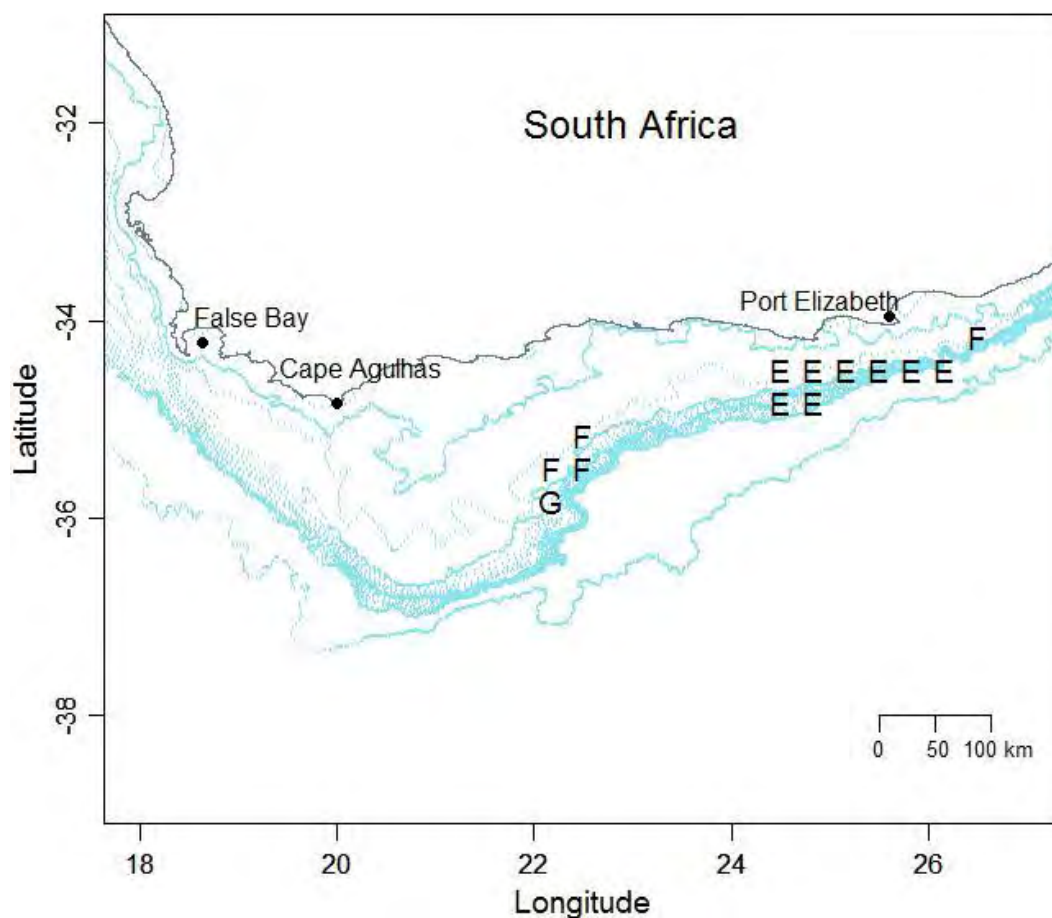 South Africa
-32
-34
-36
-38
Latitude
False Bay
Cape Agulhas
Port Elizabeth
F
E E E E E E
E E
F
F F
G
0 50 100 km
18 20 22 24 26
Longitude